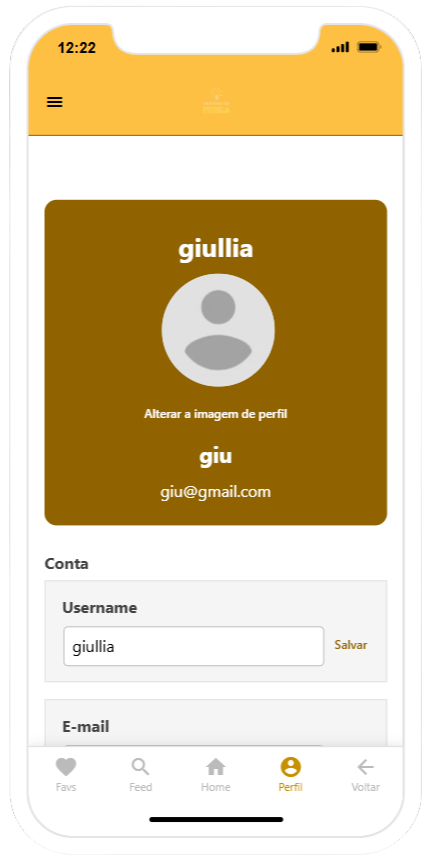 12:22
giullia
Alterar a imagem de perfil
giu
giu@gmail.com
Conta
Username
giullia
Salvar
E-mail
Favs
Feed
Home
Perfil
Voltar